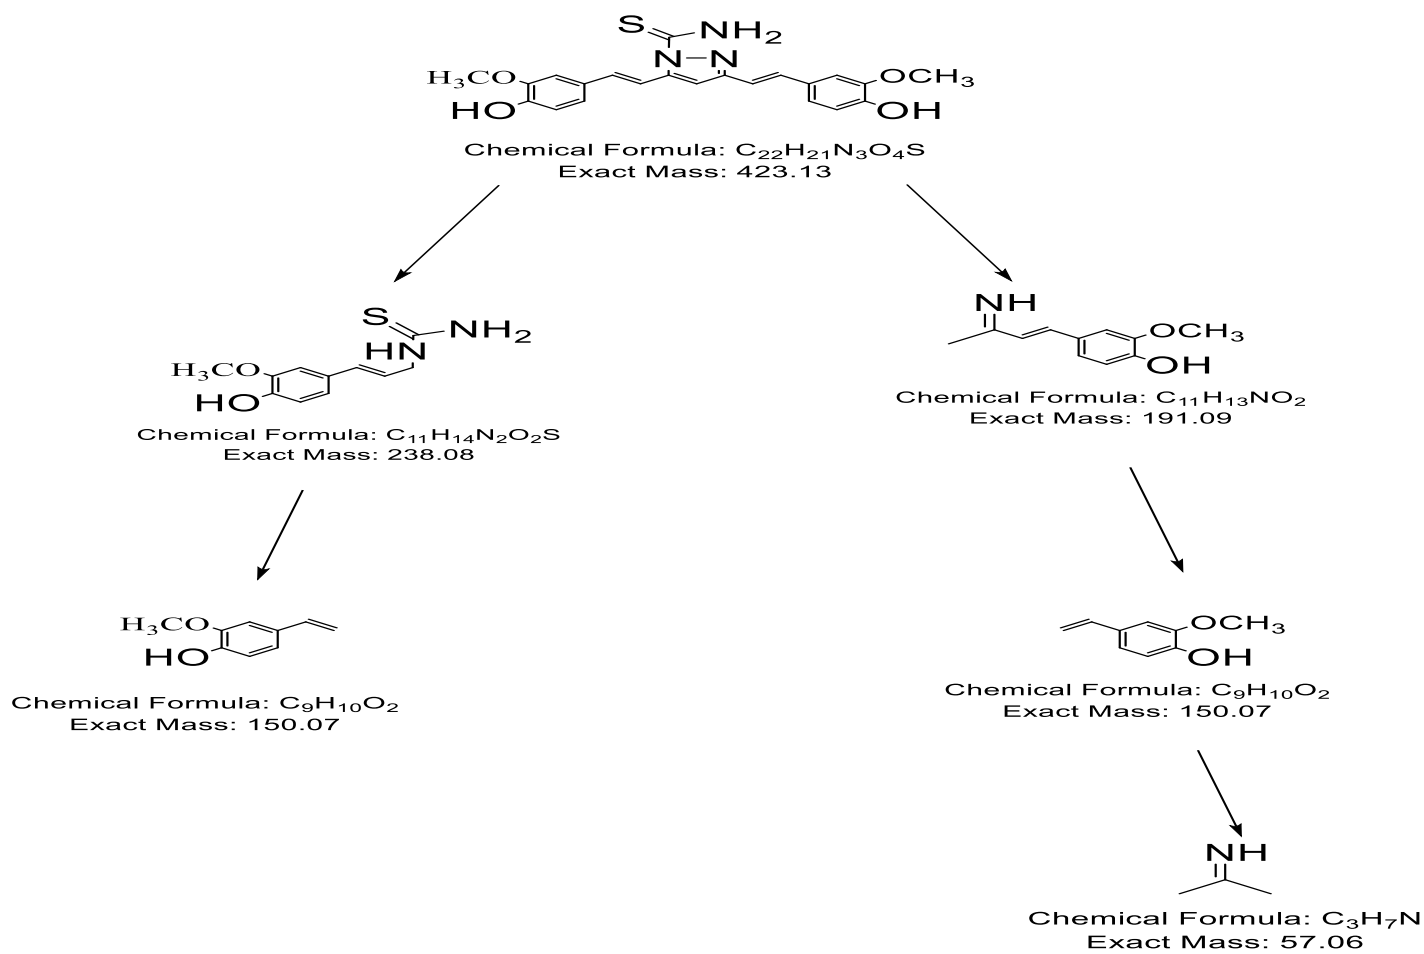 S NH2
N N
H3CO OCH3
HO OH
Chemical Formula: C22H21N3O4S
Exact Mass: 423.13
NH
S NH2
HN
OCH3
H3CO
OH
HO
Chemical Formula: C11H13NO2
Exact Mass: 191.09
Chemical Formula: C11H14N2O2S
Exact Mass: 238.08
H3CO
HO
OCH3
OH
Chemical Formula: C9H10O2
Exact Mass: 150.07
Chemical Formula: C9H10O2
Exact Mass: 150.07
NH
Chemical Formula: C3H7N
Exact Mass: 57.06